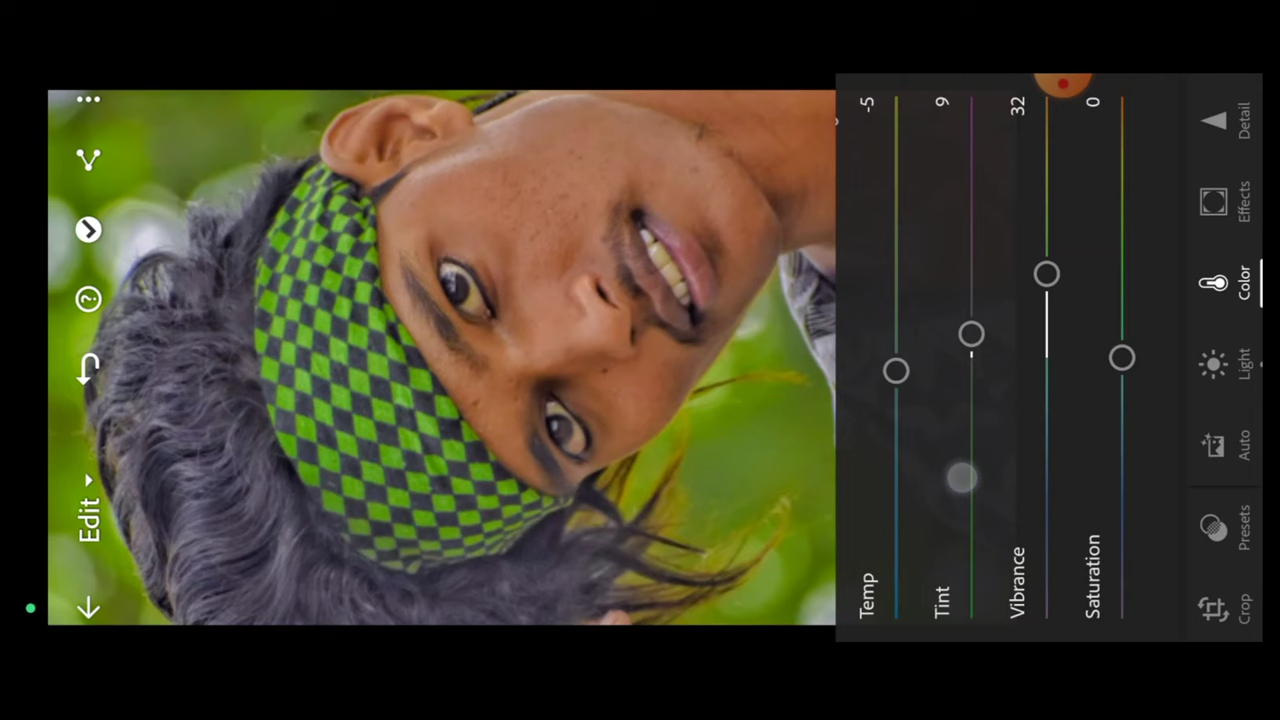 Edit
Temp -5
Tint 9
Vibrance 32
Saturation 0
Crop
Presets
Auto
Light
Color
Effects
Detail